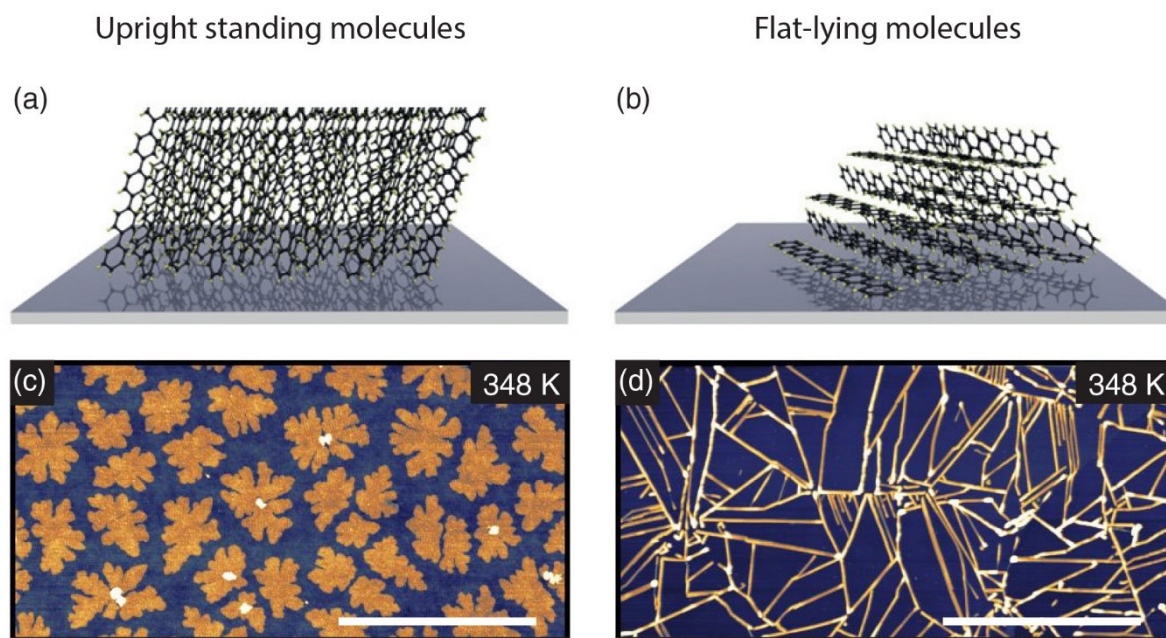 Upright standing molecules
Flat-lying molecules
(a)
(b)
(c)
348 K
(d)
348 K